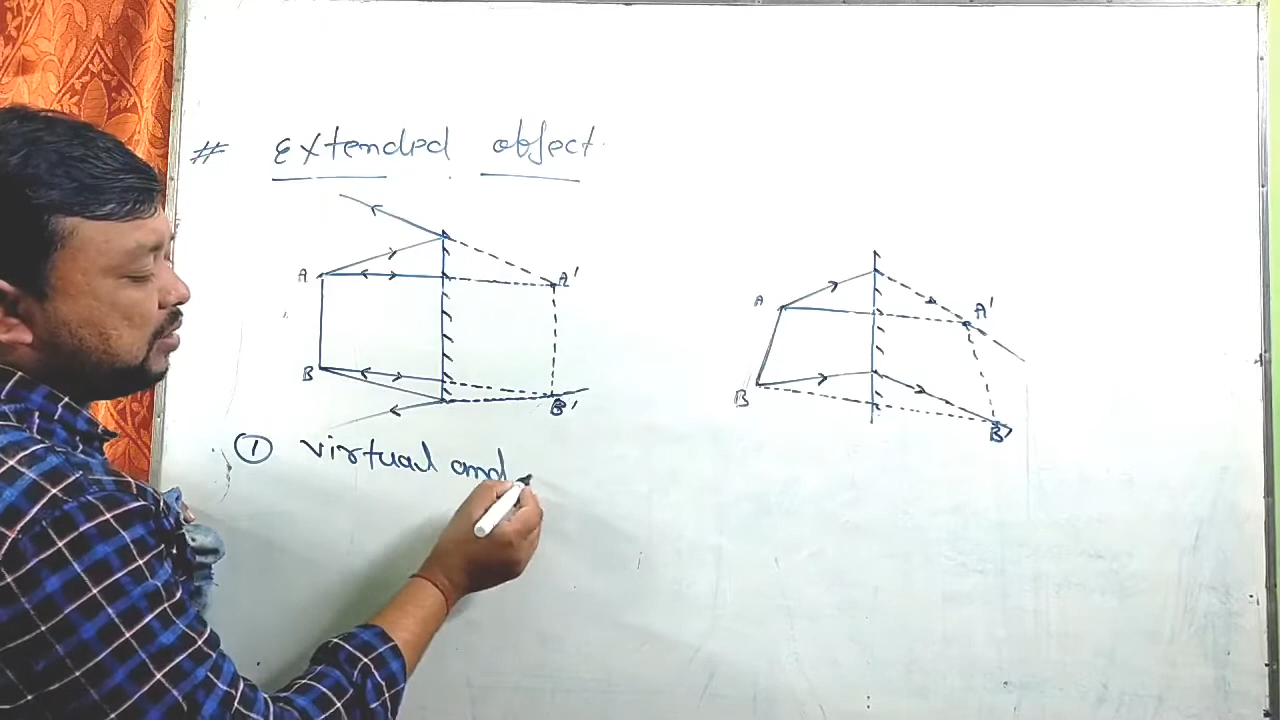 # Extended object
A A'
B B'
A A'
B B'
① virtual and